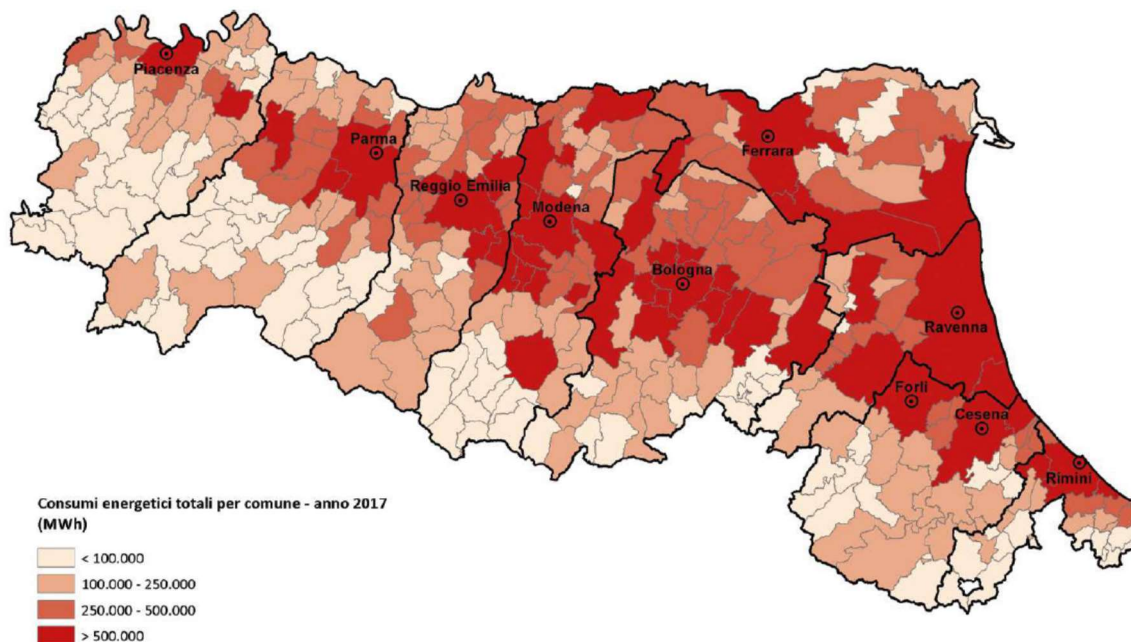 Piacenza
Parma
Reggio Emilia
Modena
Ferrara
Bologna
Ravenna
Forlì
Cesena
Rimini
Consumi energetici totali per comune - anno 2017
(MWh)
< 100.000
100.000 - 250.000
250.000 - 500.000
> 500.000